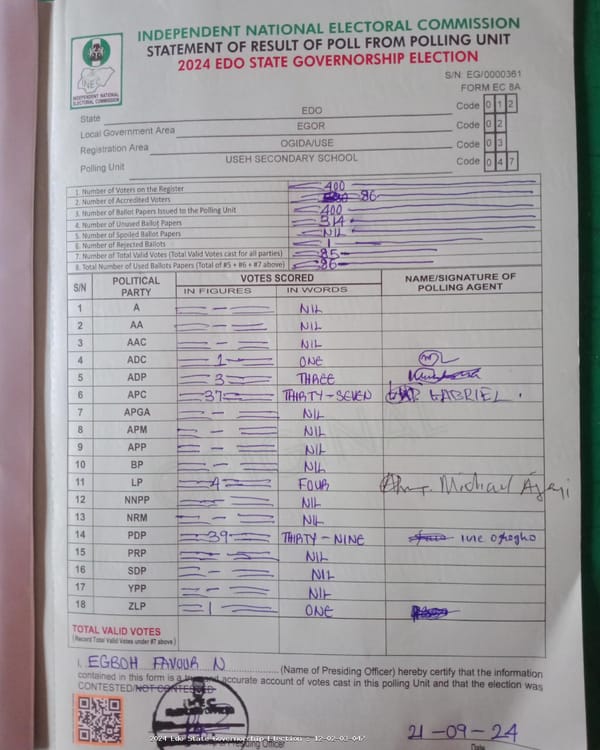 INDEPENDENT NATIONAL ELECTORAL COMMISSION
STATEMENT OF RESULT OF POLL FROM POLLING UNIT
2024 EDO STATE GOVERNORSHIP ELECTION
INEC
INDEPENDENT NATIONAL
ELECTORAL COMMISSION
S/N: EG/0000361
FORM EC 8A
State EDO Code 0 1 2
Local Government Area EGOR Code 0 2
Registration Area OGIDA/USE Code 0 3
Polling Unit USEH SECONDARY SCHOOL Code 0 4 7
1. Number of Voters on the Register 400
2. Number of Accredited Voters 86
3. Number of Ballot Papers Issued to the Polling Unit 400
4. Number of Unused Ballot Papers 314
5. Number of Spoiled Ballot Papers NIL
6. Number of Rejected Ballots 1
7. Number of Total Valid Votes (Total Valid Votes cast for all parties) 85
8. Total Number of Used Ballots Papers (Total of #5 + #6 + #7 above) 86
S/N POLITICAL PARTY VOTES SCORED NAME/SIGNATURE OF POLLING AGENT
IN FIGURES IN WORDS
1 A - NIL
2 AA - NIL
3 AAC - NIL
4 ADC 1 ONE
5 ADP 3 THREE
6 APC 37 THIRTY-SEVEN GABRIEL
7 APGA - NIL
8 APM - NIL
9 APP - NIL
10 BP - NIL
11 LP 4 FOUR Michael Ajayi
12 NNPP - NIL
13 NRM - NIL
14 PDP 39 THIRTY-NINE
15 PRP - NIL
16 SDP - NIL
17 YPP - NIL
18 ZLP 1 ONE
TOTAL VALID VOTES
(Record Total Valid Votes under #7 above)
I, EGBOH FAVOUR N (Name of Presiding Officer) hereby certify that the information
contained in this form is a true and accurate account of votes cast in this polling Unit and that the election was
CONTESTED/NOT CONTESTED
21-09-24
Presiding Officer
Date
2024 Edo State Governorship Election - 12-02-03-047